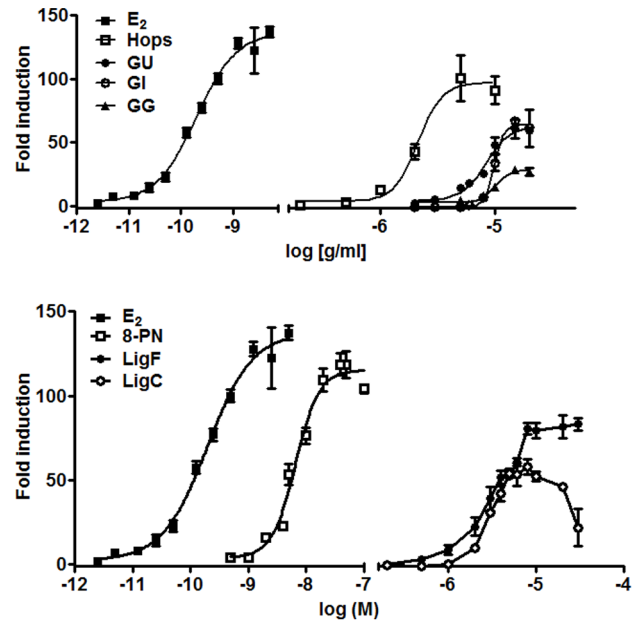 E2
Hops
GU
GI
GG
Fold induction
150
100
50
0
-12 -11 -10 -9 -6 -5
log [g/ml]
E2
8-PN
LigF
LigC
Fold induction
150
100
50
0
-12 -11 -10 -9 -8 -7 -6 -5 -4
log (M)